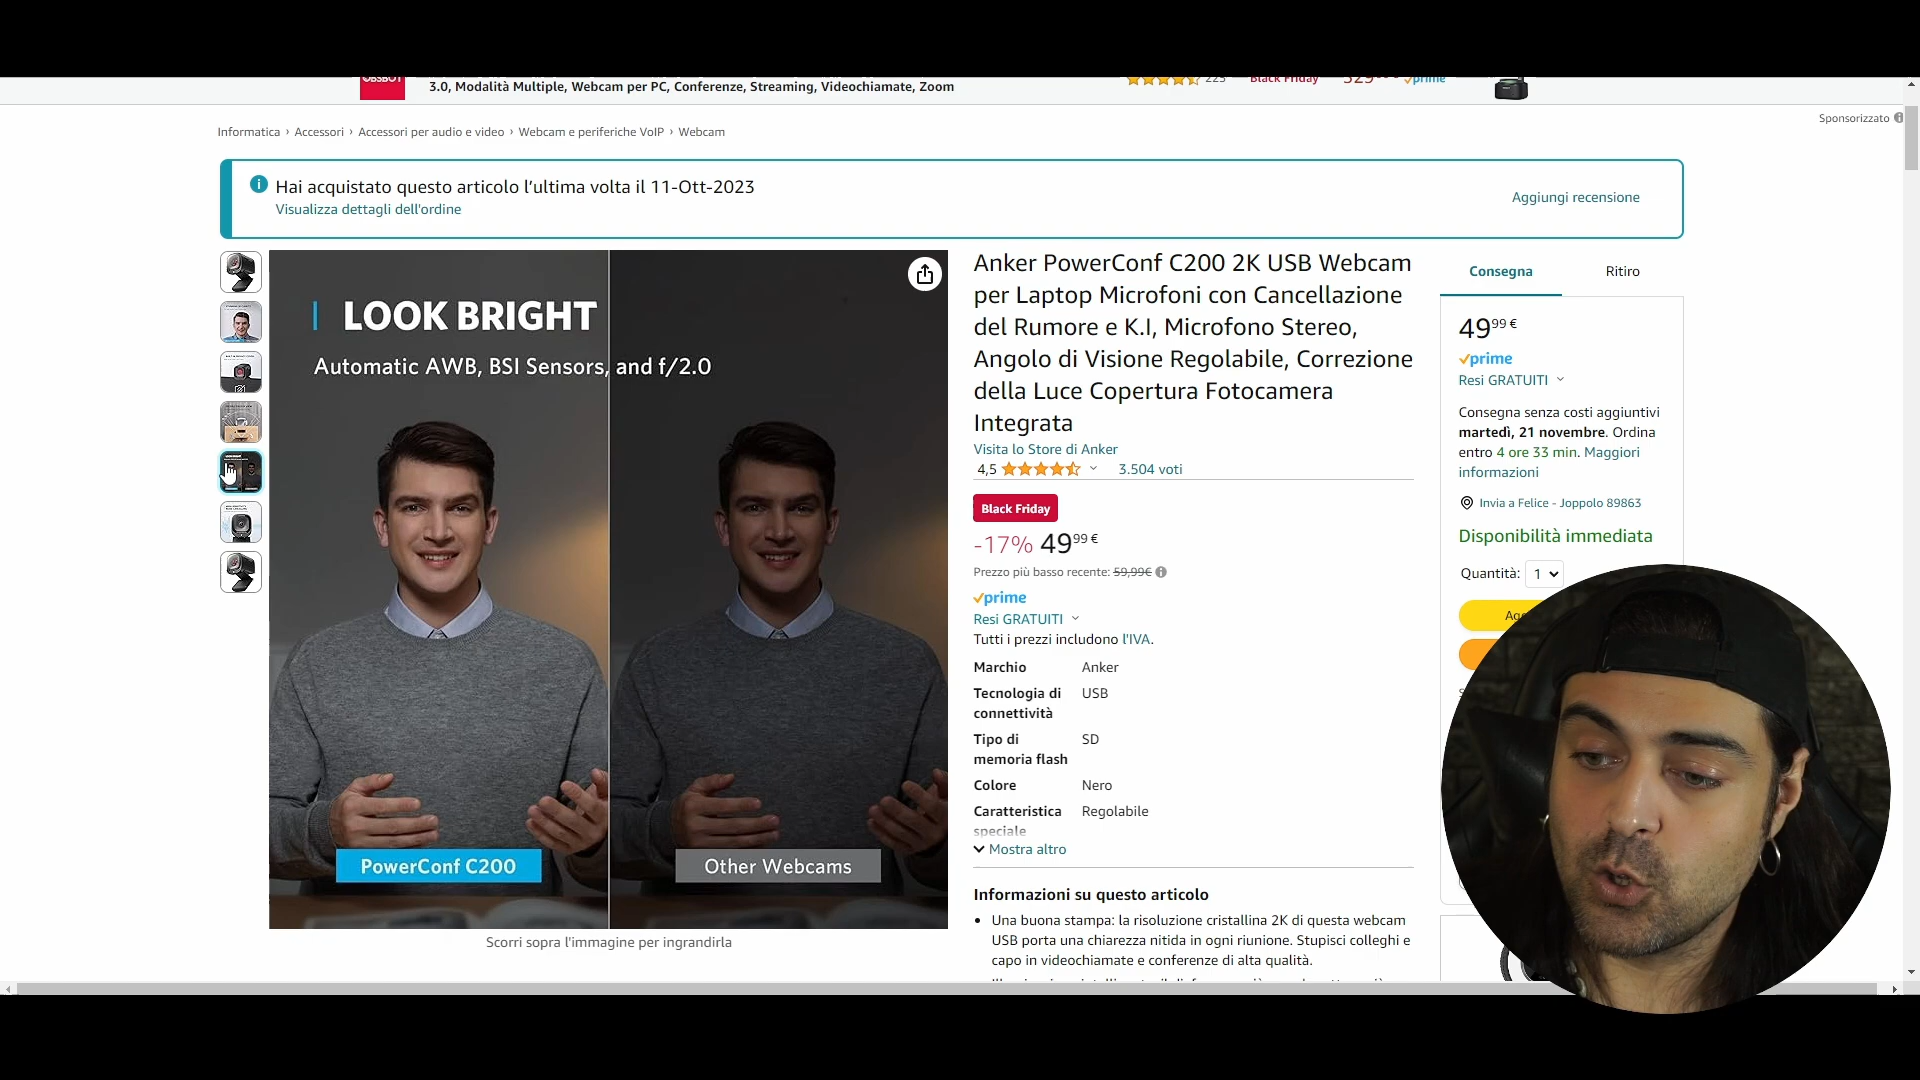 3.0, Modalità Multiple, Webcam per PC, Conferenze, Streaming, Videochiamate, Zoom
Informatica › Accessori › Accessori per audio e video › Webcam e periferiche VoIP › Webcam
Sponsorizzato
Hai acquistato questo articolo l’ultima volta il 11-Ott-2023
Visualizza dettagli dell'ordine
Aggiungi recensione
LOOK BRIGHT
Automatic AWB, BSI Sensors, and f/2.0
PowerConf C200
Other Webcams
Scorri sopra l'immagine per ingrandirla
Anker PowerConf C200 2K USB Webcam
per Laptop Microfoni con Cancellazione
del Rumore e K.I, Microfono Stereo,
Angolo di Visione Regolabile, Correzione
della Luce Copertura Fotocamera
Integrata
Visita lo Store di Anker
4,5
3.504 voti
Black Friday
-17% 49,99 €
Prezzo più basso recente: 59,99€
prime
Resi GRATUITI
Tutti i prezzi includono l'IVA.
Marchio Anker
Tecnologia di USB
connettività
Tipo di SD
memoria flash
Colore Nero
Caratteristica Regolabile
speciale
Mostra altro
Informazioni su questo articolo
Una buona stampa: la risoluzione cristallina 2K di questa webcam
USB porta una chiarezza nitida in ogni riunione. Stupisci colleghi e
capo in videochiamate e conferenze di alta qualità.
Consegna
Ritiro
49,99 €
prime
Resi GRATUITI
Consegna senza costi aggiuntivi
martedì, 21 novembre. Ordina
entro 4 ore 33 min. Maggiori
informazioni
Invia a Felice - Joppolo 89863
Disponibilità immediata
Quantità: 1